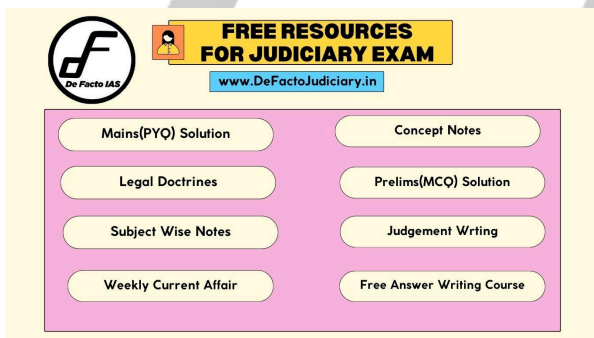 FREE RESOURCES
FOR JUDICIARY EXAM
De Facto IAS
www.DeFactoJudiciary.in
Mains(PYQ) Solution
Concept Notes
Legal Doctrines
Prelims(MCQ) Solution
Subject Wise Notes
Judgement Wrting
Weekly Current Affair
Free Answer Writing Course